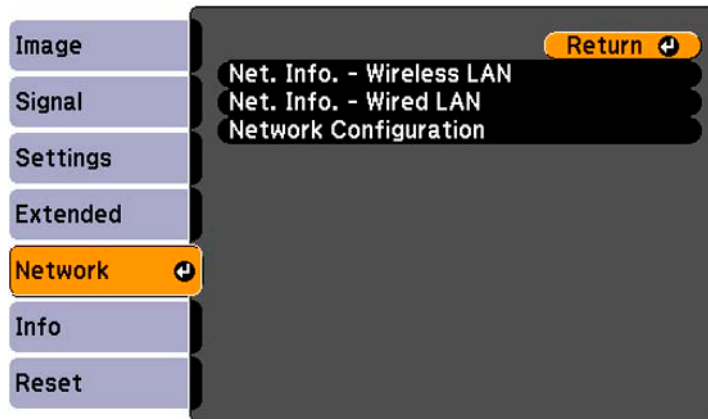 Image
Signal
Settings
Extended
Network
Info
Reset
Return
Net. Info. - Wireless LAN
Net. Info. - Wired LAN
Network Configuration